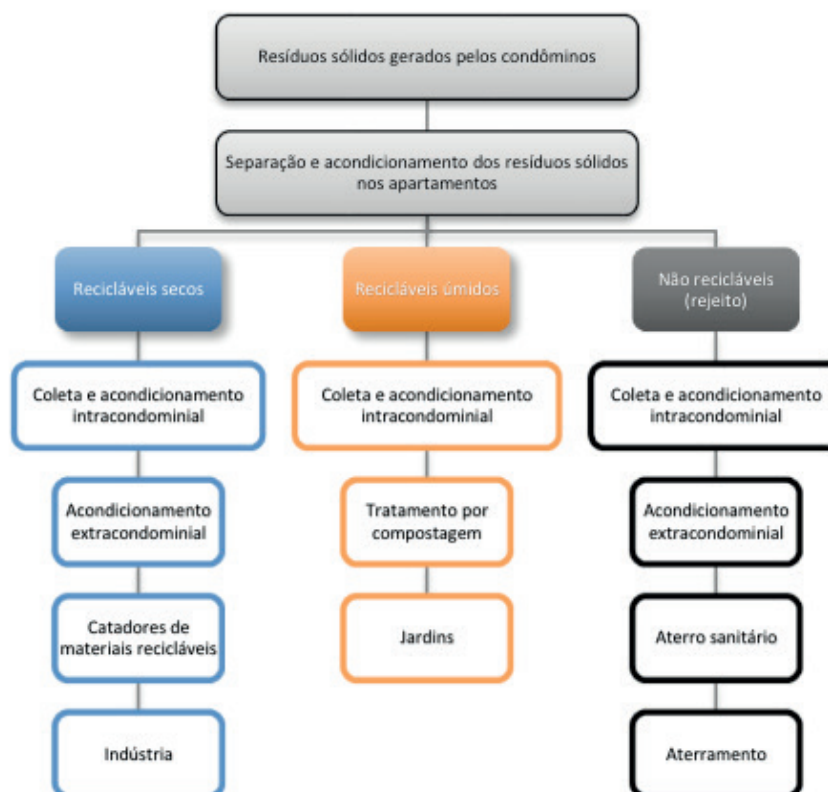 Resíduos sólidos gerados pelos condôminos
Separação e acondicionamento dos resíduos sólidos
nos apartamentos
Recicláveis secos
Recicláveis úmidos
Não recicláveis
(rejeito)
Coleta e acondicionamento
intracondominial
Coleta e acondicionamento
intracondominial
Coleta e acondicionamento
intracondominial
Acondicionamento
extracondominial
Tratamento por
compostagem
Acondicionamento
extracondominial
Catadores de
materiais recicláveis
Jardins
Aterro sanitário
Indústria
Aterramento